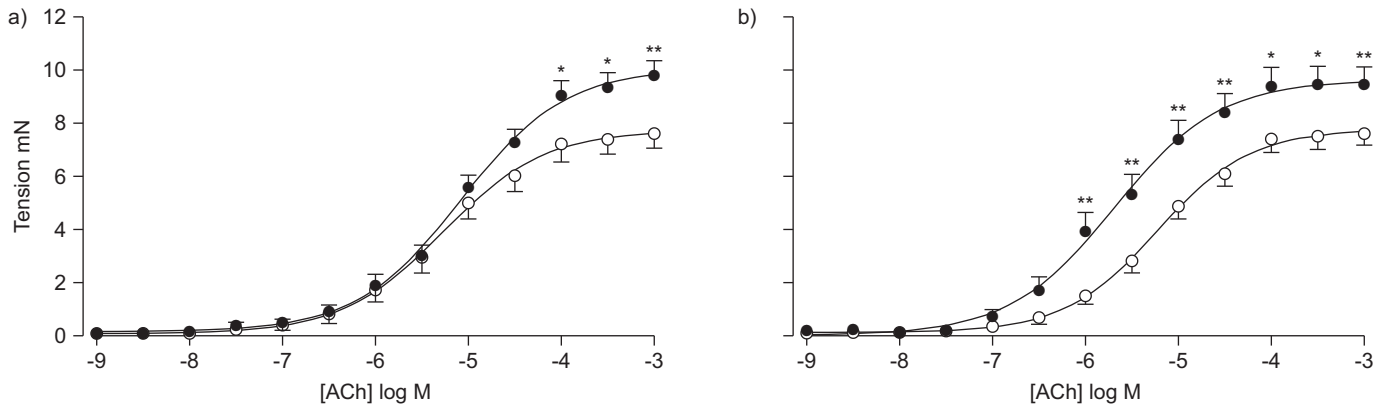 a)
12
10
8
6
4
2
0
Tension mN
* * **
-9 -8 -7 -6 -5 -4 -3
[ACh] log M
b)
** ** ** ** * * **
-9 -8 -7 -6 -5 -4 -3
[ACh] log M